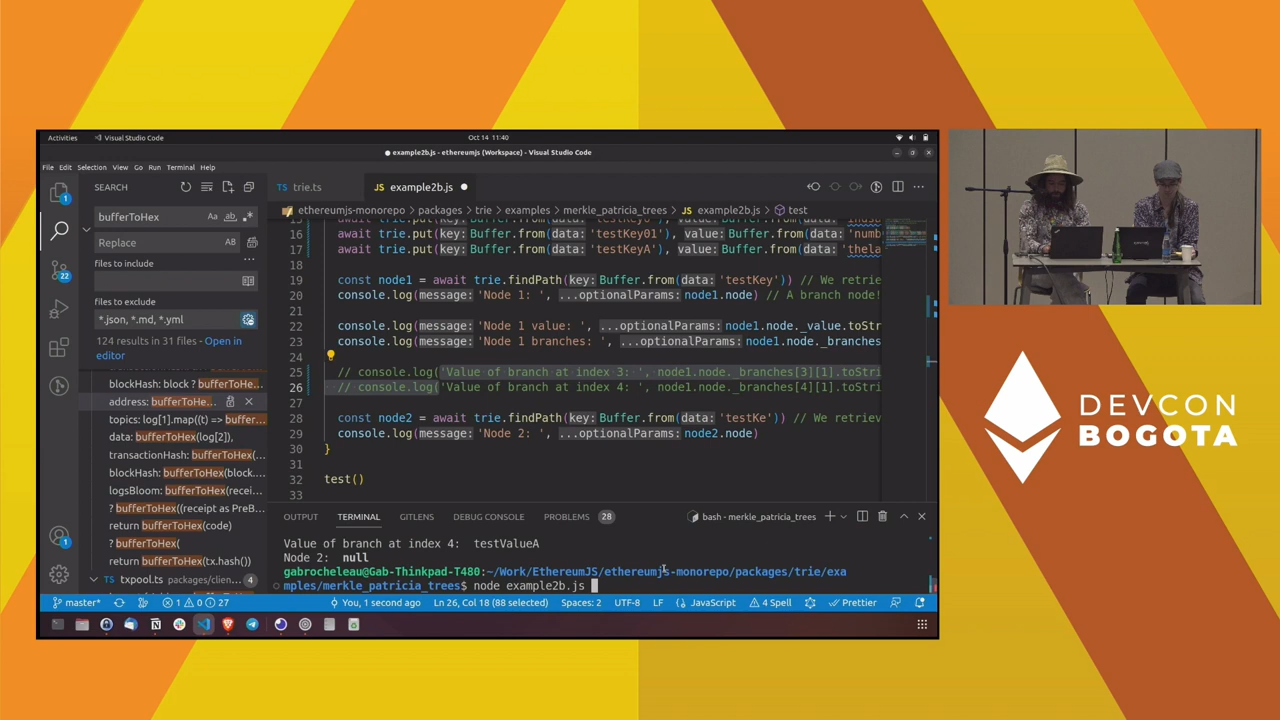 Activities
Visual Studio Code
Oct 14 11:40
● example2b.js - ethereumjs (Workspace) - Visual Studio Code
File Edit Selection View Go Run Terminal Help
SEARCH
bufferToHex
Aa ab .*
Replace
AB
files to include
files to exclude
*.json, *.md, *.yml
124 results in 31 files - Open in
editor
blockHash: block ? bufferToHe...
address: bufferToHe...
topics: log[1].map((t) => buffer...
data: bufferToHex(log[2]),
transactionHash: bufferToHex(...
blockHash: bufferToHex(block...
logsBloom: bufferToHex(recei...
? bufferToHex((receipt as PreB...
return bufferToHex(code)
? bufferToHex(
return bufferToHex(tx.hash())
txpool.ts packages/clien... 4
trie.ts
JS example2b.js ●
ethereumjs-monorepo > packages > trie > examples > merkle_patricia_trees > JS example2b.js > test
16 await trie.put(key: Buffer.from(data: 'testKey01'), value: Buffer.from(data: 'numb
17 await trie.put(key: Buffer.from(data: 'testKeyA'), value: Buffer.from(data: 'thela
18
19 const node1 = await trie.findPath(key: Buffer.from(data: 'testKey')) // We retrie
20 console.log(message: 'Node 1: ', ...optionalParams: node1.node) // A branch node!
21
22 console.log(message: 'Node 1 value: ', ...optionalParams: node1.node._value.toStr
23 console.log(message: 'Node 1 branches: ', ...optionalParams: node1.node._branches
24
25 // console.log('Value of branch at index 3: ', node1.node._branches[3][1].toStri
26 // console.log('Value of branch at index 4: ', node1.node._branches[4][1].toStri
27
28 const node2 = await trie.findPath(key: Buffer.from(data: 'testKe')) // We retriev
29 console.log(message: 'Node 2: ', ...optionalParams: node2.node)
30 }
31
32 test()
33
OUTPUT TERMINAL GITLENS DEBUG CONSOLE PROBLEMS 28
bash - merkle_patricia_trees
Value of branch at index 4: testValueA
Node 2: null
gabrocheleau@Gab-Thinkpad-T480:~/Work/EthereumJS/ethereumjs-monorepo/packages/trie/exa
mples/merkle_patricia_trees$ node example2b.js
master* 1 0 27 You, 1 second ago Ln 26, Col 18 (88 selected) Spaces: 2 UTF-8 LF JavaScript 4 Spell Prettier
1
22
1
DEVCON
BOGOTA